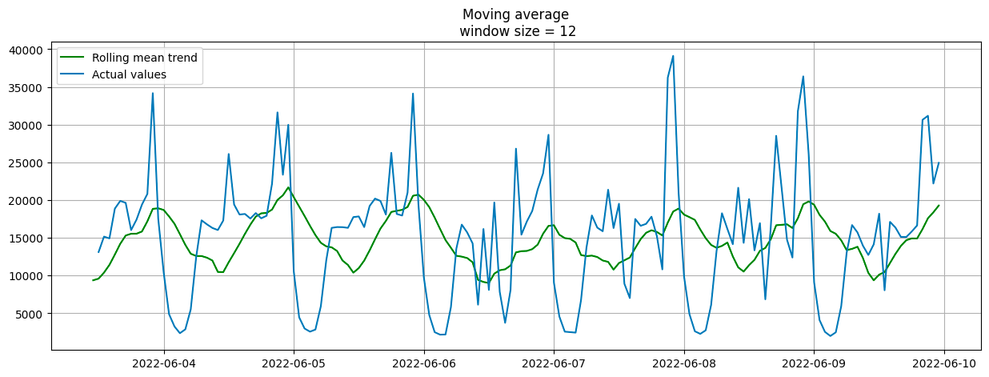 Moving average
window size = 12
Rolling mean trend
Actual values
40000
35000
30000
25000
20000
15000
10000
5000
2022-06-04 2022-06-05 2022-06-06 2022-06-07 2022-06-08 2022-06-09 2022-06-10